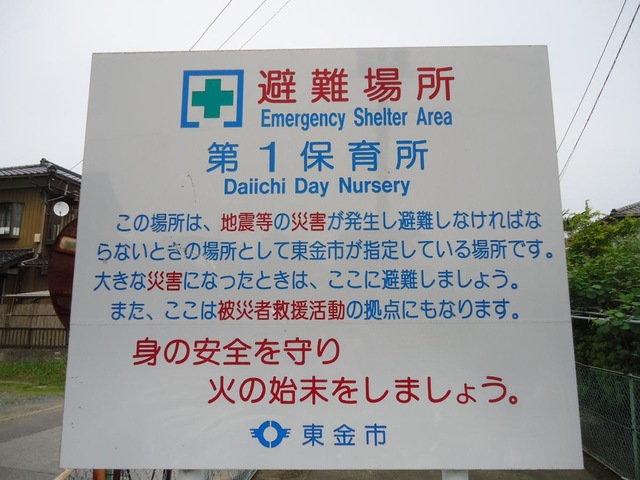 避難場所
Emergency Shelter Area
第1保育所
Daiichi Day Nursery
この場所は、地震等の災害が発生し避難しなければな
らないときの場所として東金市が指定している場所です。
大きな災害になったときは、ここに避難しましょう。
また、ここは被災者救援活動の拠点にもなります。
身の安全を守り
火の始末をしましょう。
東金市